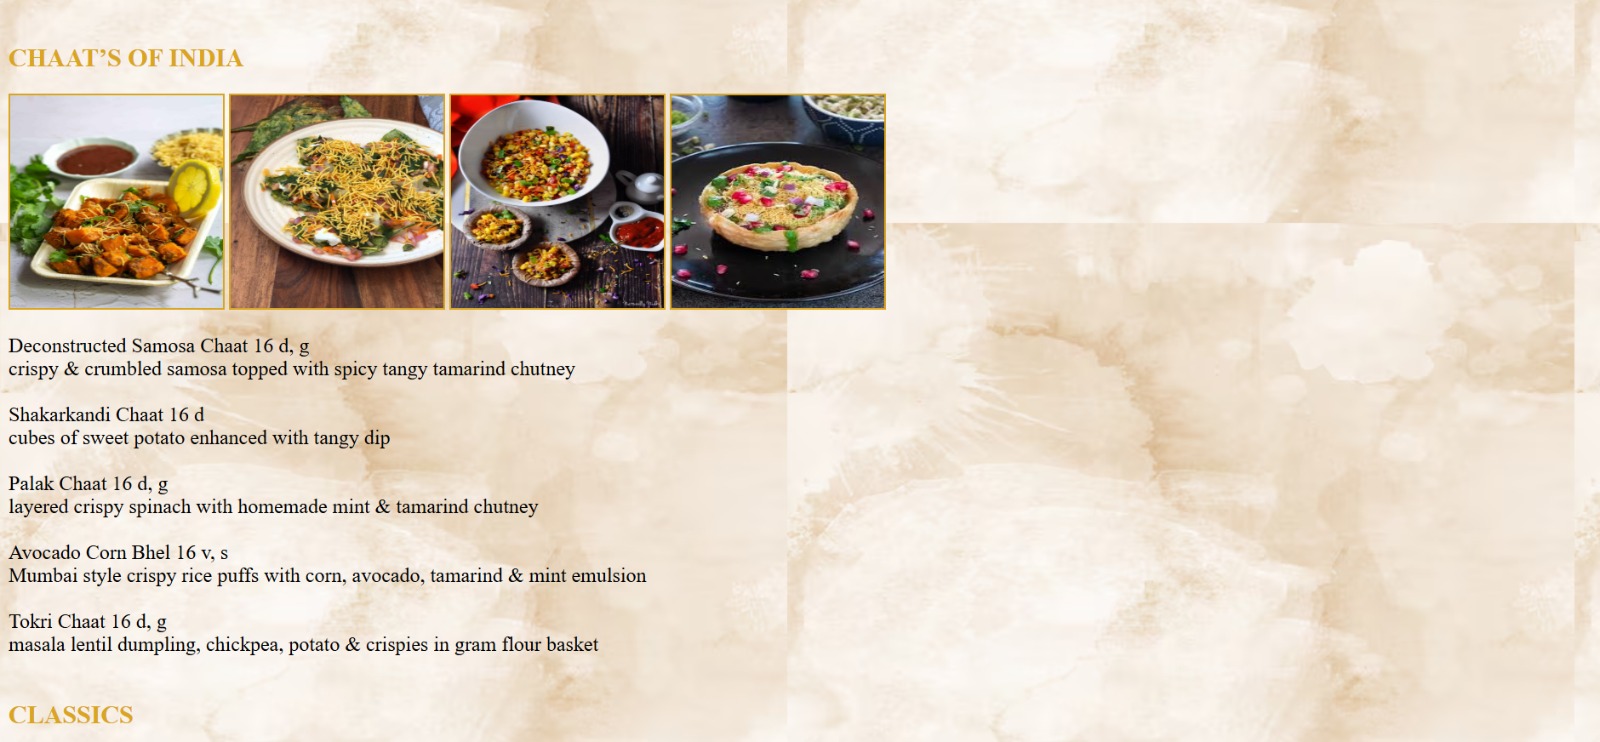 CHAAT’S OF INDIA
Deconstructed Samosa Chaat 16 d, g
crispy & crumbled samosa topped with spicy tangy tamarind chutney
Shakarkandi Chaat 16 d
cubes of sweet potato enhanced with tangy dip
Palak Chaat 16 d, g
layered crispy spinach with homemade mint & tamarind chutney
Avocado Corn Bhel 16 v, s
Mumbai style crispy rice puffs with corn, avocado, tamarind & mint emulsion
Tokri Chaat 16 d, g
masala lentil dumpling, chickpea, potato & crispies in gram flour basket
CLASSICS